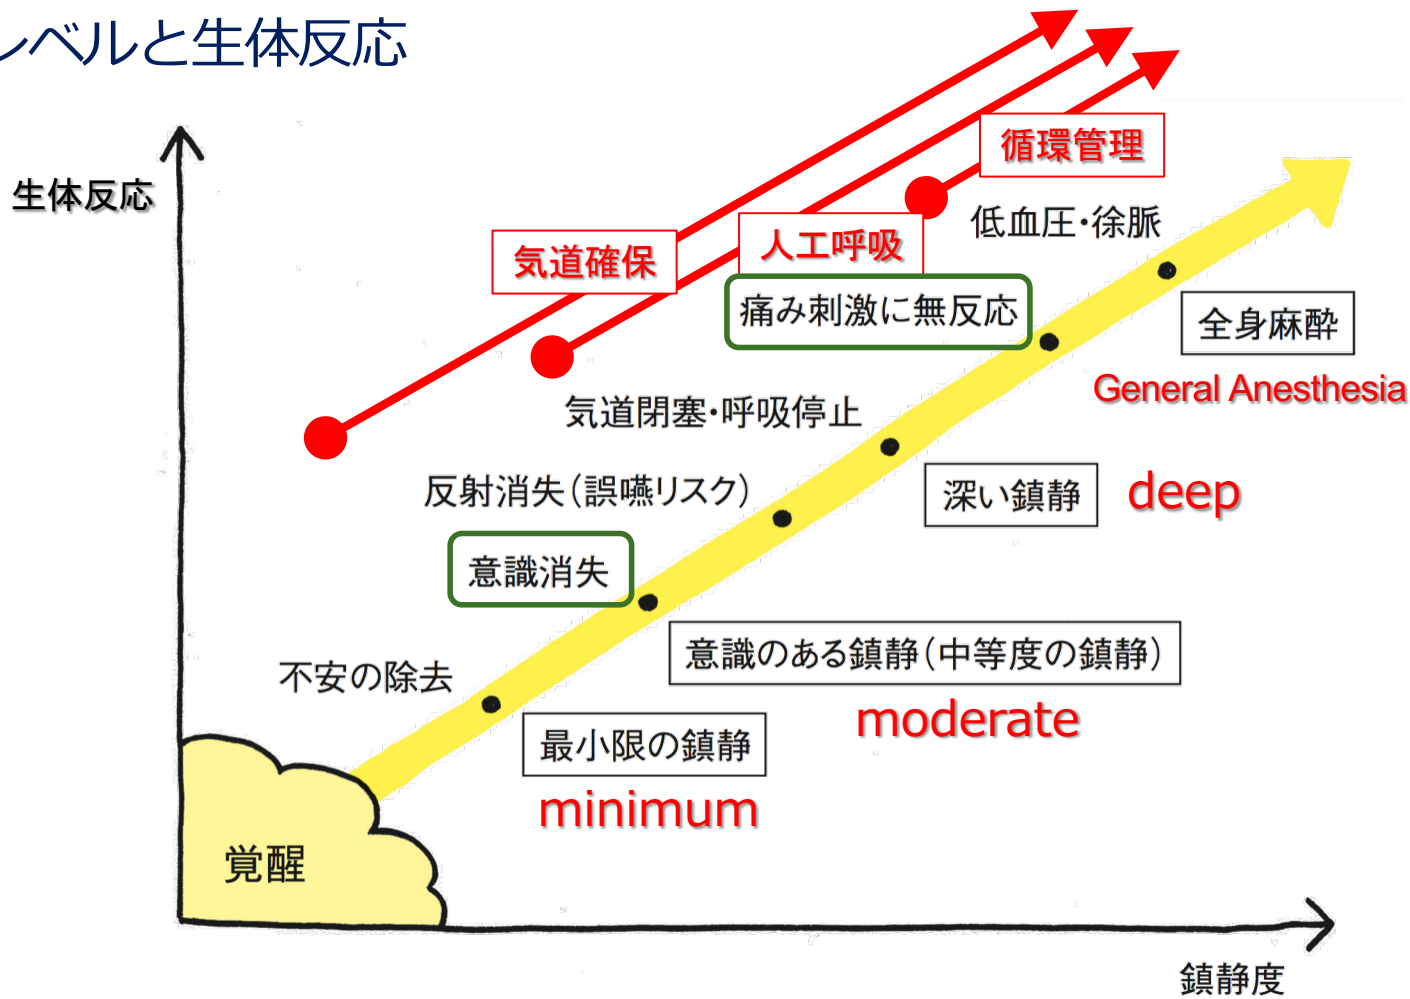 レベルと生体反応
生体反応
循環管理
低血圧・徐脈
気道確保
人工呼吸
痛み刺激に無反応
全身麻酔
General Anesthesia
気道閉塞・呼吸停止
反射消失（誤嚥リスク）
深い鎮静
deep
意識消失
意識のある鎮静（中等度の鎮静）
moderate
不安の除去
最小限の鎮静
minimum
覚醒
鎮静度